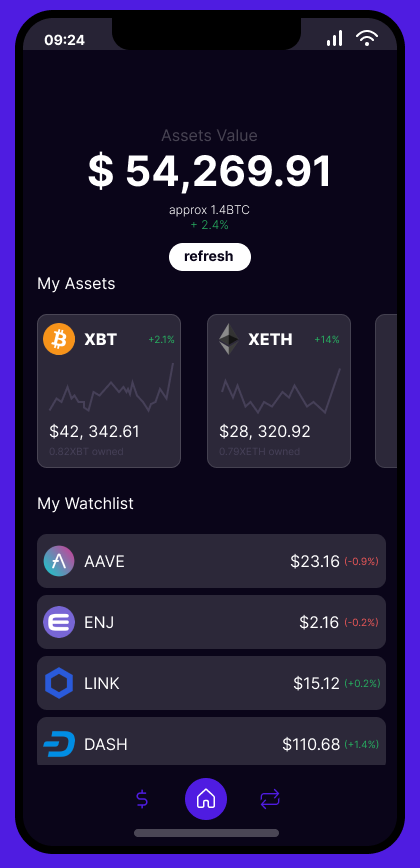 09:24
Assets Value
$ 54,269.91
approx 1.4BTC
+ 2.4%
refresh
My Assets
XBT +2.1%
$42, 342.61
0.82XBT owned
XETH +14%
$28, 320.92
0.79XETH owned
My Watchlist
AAVE $23.16 (-0.9%)
ENJ $2.16 (-0.2%)
LINK $15.12 (+0.2%)
DASH $110.68 (+1.4%)